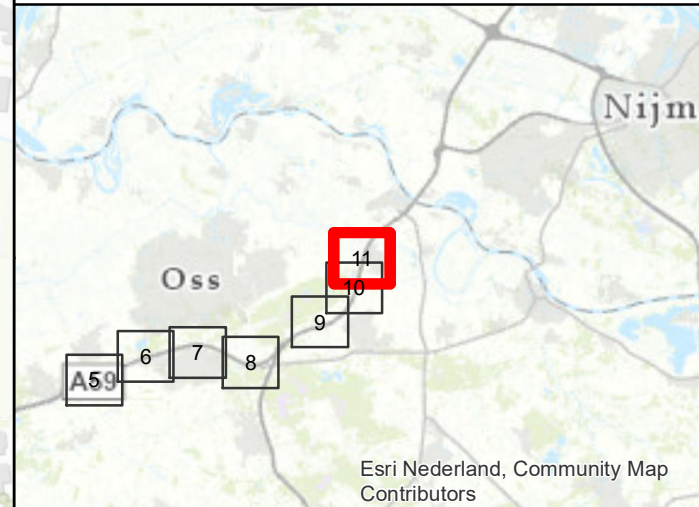 Nijm
Oss
11
10
9
8
7
6
5
A59
Esri Nederland, Community Map
Contributors